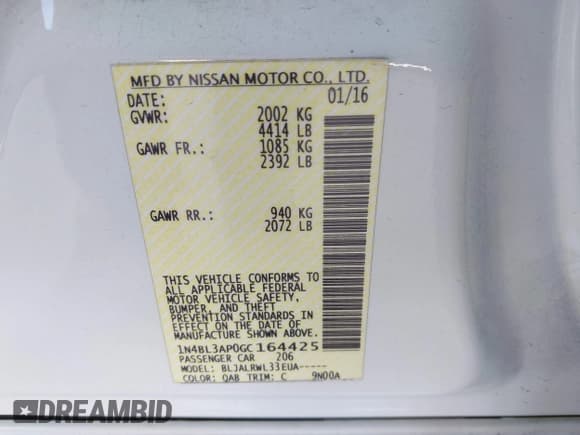 MFD BY NISSAN MOTOR CO., LTD.
DATE: 01/16
GVWR: 2002 KG
4414 LB
GAWR FR.: 1085 KG
2392 LB
GAWR RR.: 940 KG
2072 LB
THIS VEHICLE CONFORMS TO
ALL APPLICABLE FEDERAL
MOTOR VEHICLE SAFETY,
BUMPER, AND THEFT
PREVENTION STANDARDS IN
EFFECT ON THE DATE OF
MANUFACTURE SHOWN ABOVE.
1N4BL3AP0GC164425
PASSENGER CAR 206
MODEL: BLJALRWL33EUA-----
COLOR: QAB TRIM: C 9N00A
DREAMBID